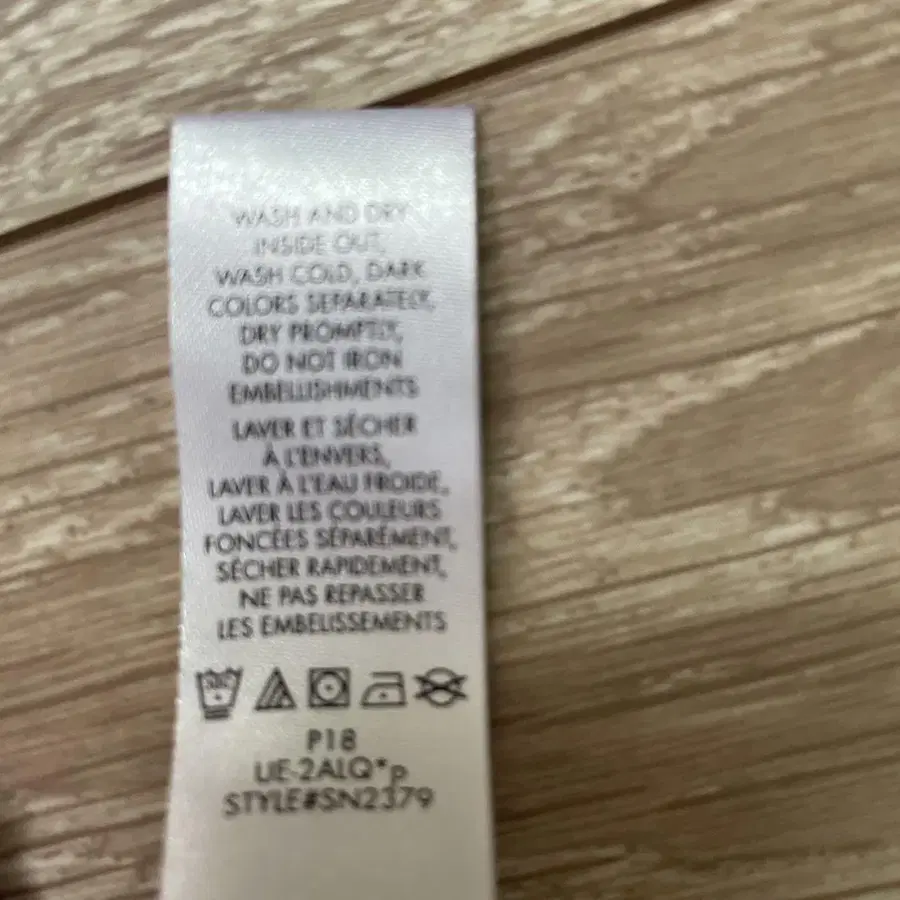 WASH AND DRY
INSIDE OUT,
WASH COLD, DARK
COLORS SEPARATELY,
DRY PROMPTLY,
DO NOT IRON
EMBELLISHMENTS
LAVER ET SÉCHER
À L'ENVERS,
LAVER À L'EAU FROIDE,
LAVER LES COULEURS
FONCÉES SÉPARÉMENT,
SÉCHER RAPIDEMENT,
NE PAS REPASSER
LES EMBELISSEMENTS
P18
UE-2ALQ*p
STYLE#SN2379